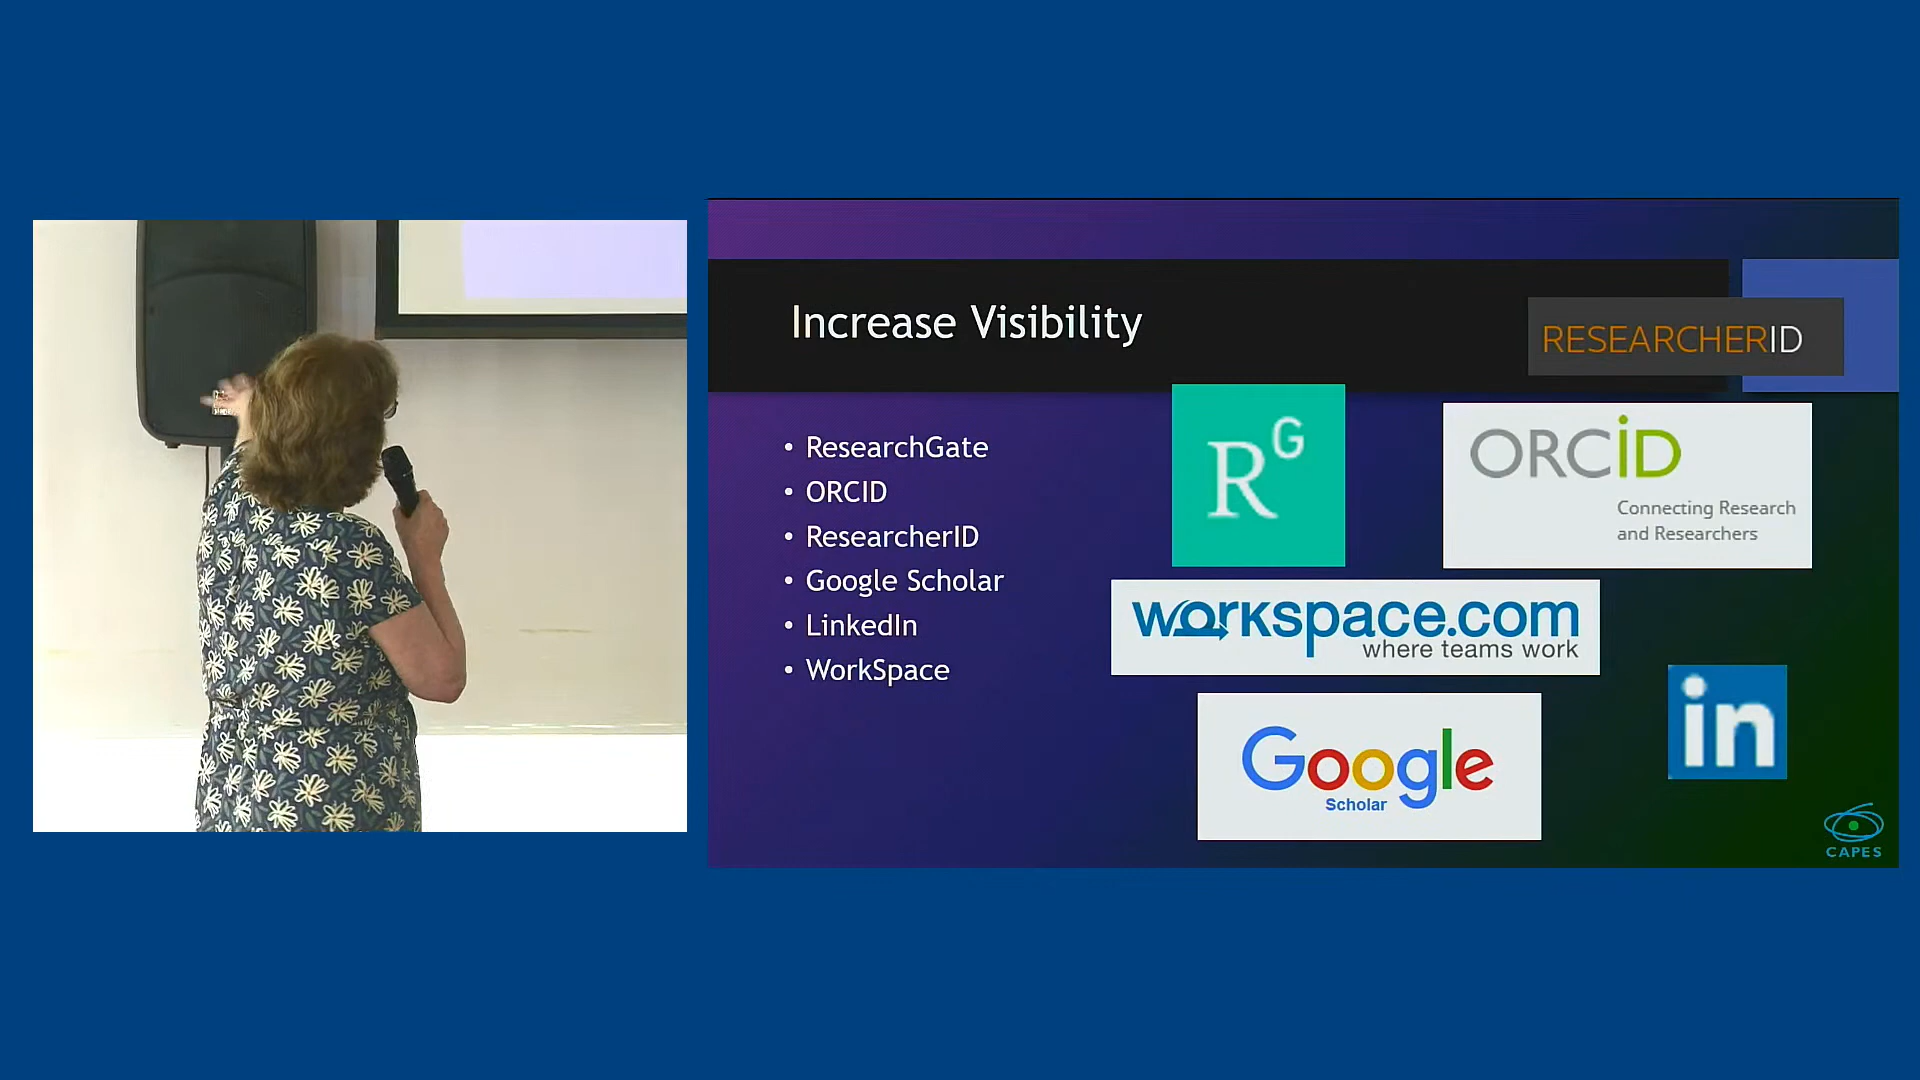 Increase Visibility
RESEARCHERID
• ResearchGate
• ORCID
• ResearcherID
• Google Scholar
• LinkedIn
• WorkSpace
RG
ORCiD
Connecting Research
and Researchers
workspace.com
where teams work
Google
Scholar
in
CAPES